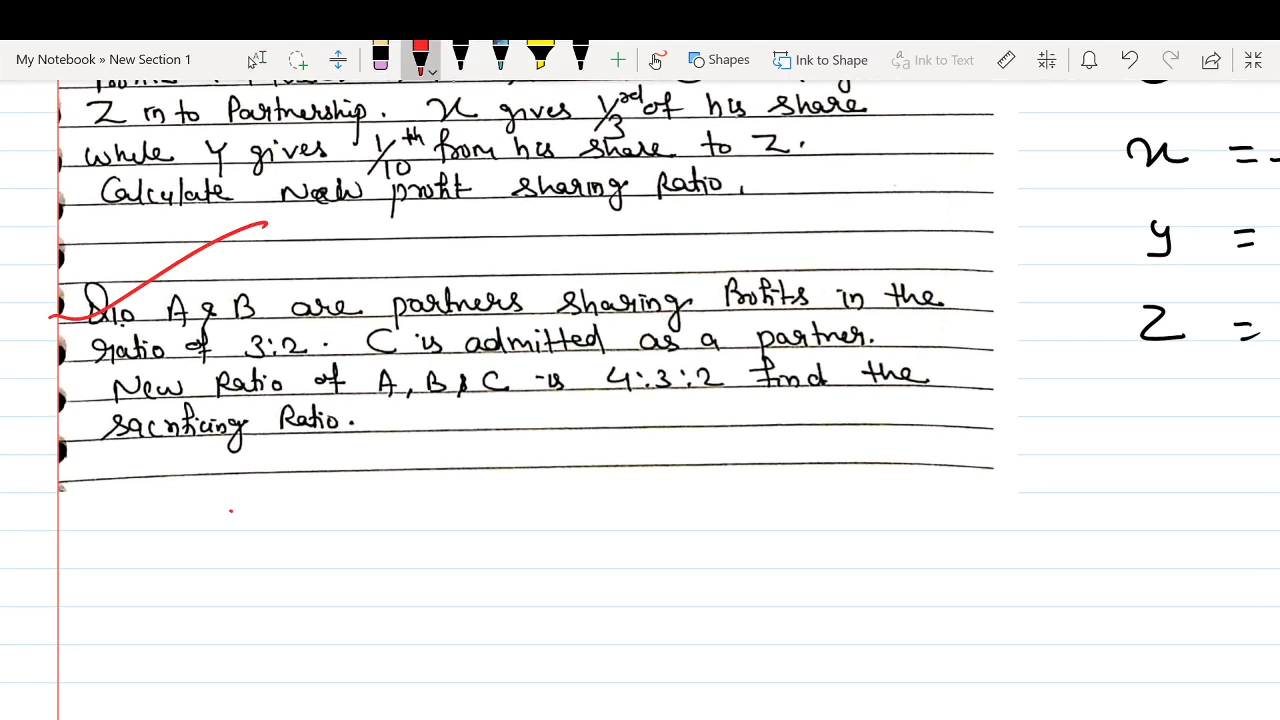 My Notebook » New Section 1
Shapes
Ink to Shape
Ink to Text
Z in to Partnership. x gives 1/3rd of his share
while Y gives 1/10th from his share to Z.
Calculate New profit sharing Ratio.
x =
y =
Z =
A & B are partners sharing Profits in the
ratio of 3:2. C is admitted as a partner.
New Ratio of A, B & C is 4:3:2 find the
sacrificing Ratio.